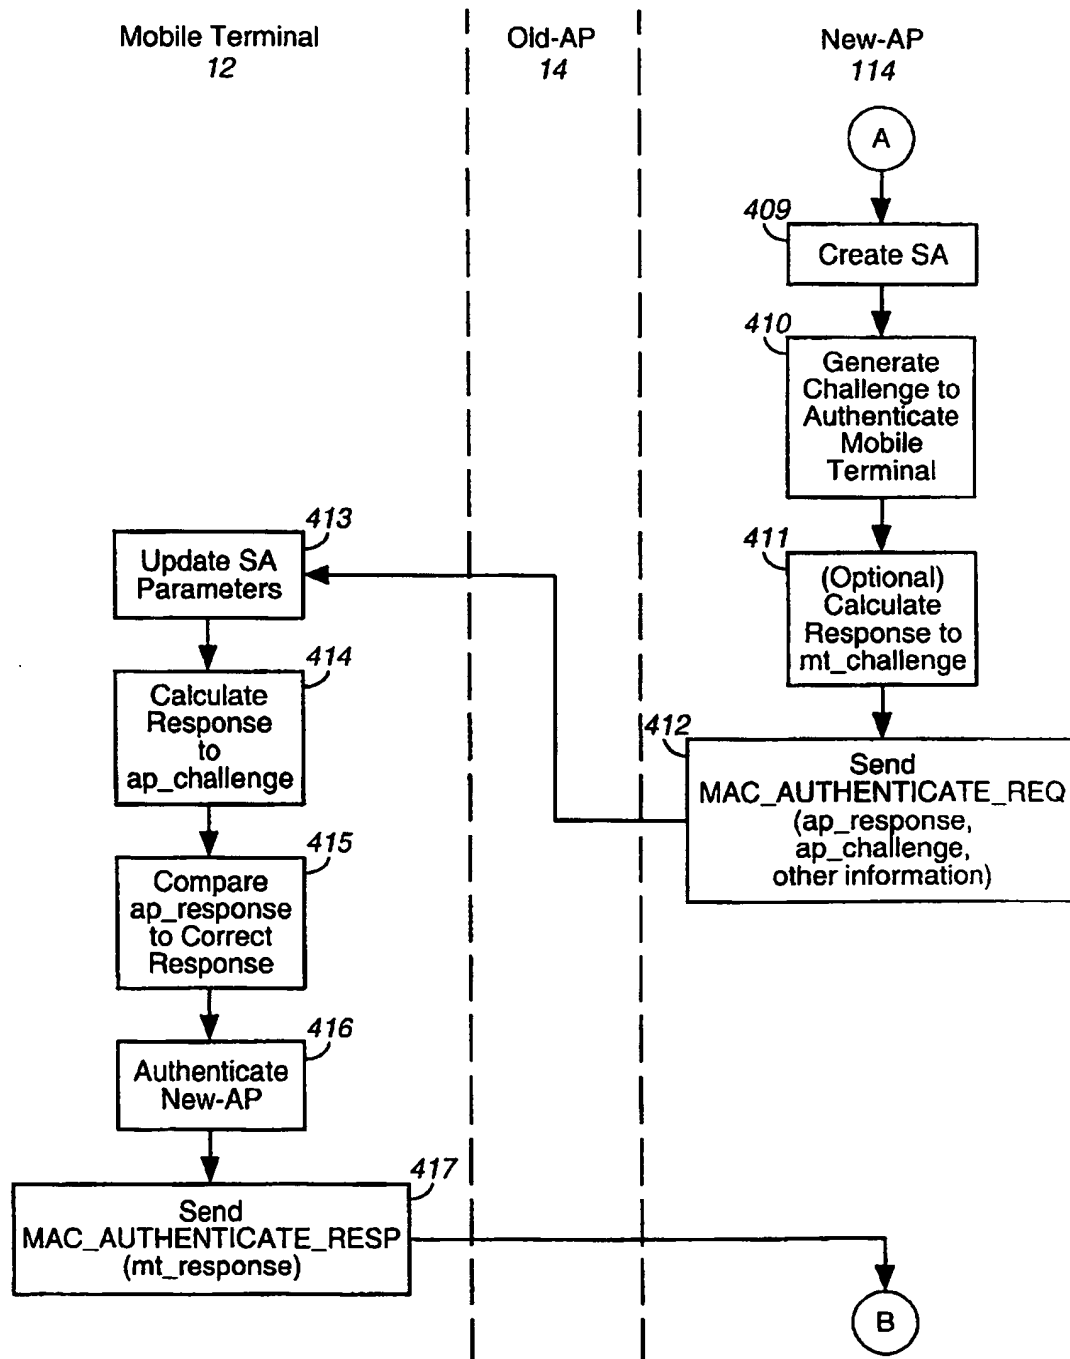 Mobile Terminal
12
Old-AP
14
New-AP
114
A
409
Create SA
410
Generate
Challenge to
Authenticate
Mobile
Terminal
411
(Optional)
Calculate
Response to
mt_challenge
412
Send
MAC_AUTHENTICATE_REQ
(ap_response,
ap_challenge,
other information)
413
Update SA
Parameters
414
Calculate
Response
to
ap_challenge
415
Compare
ap_response
to Correct
Response
416
Authenticate
New-AP
417
Send
MAC_AUTHENTICATE_RESP
(mt_response)
B